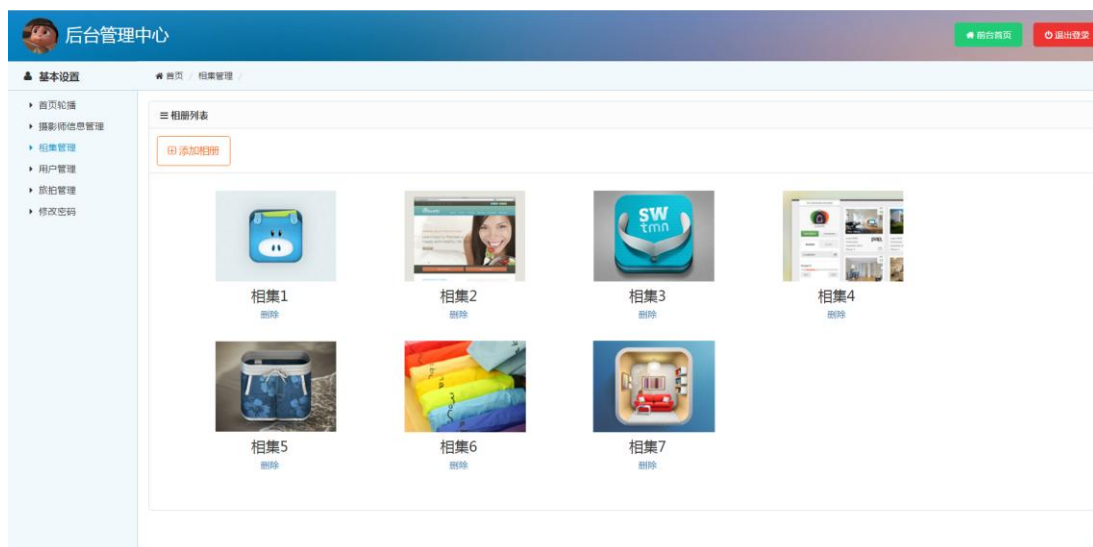 后台管理中心
前台首页
退出登录
基本设置
首页 / 相集管理 /
首页轮播
摄影师信息管理
相集管理
用户管理
旅拍管理
修改密码
相册列表
添加相册
SW
tmn
相集1
相集2
相集3
相集4
删除
删除
删除
删除
相集5
相集6
相集7
删除
删除
删除